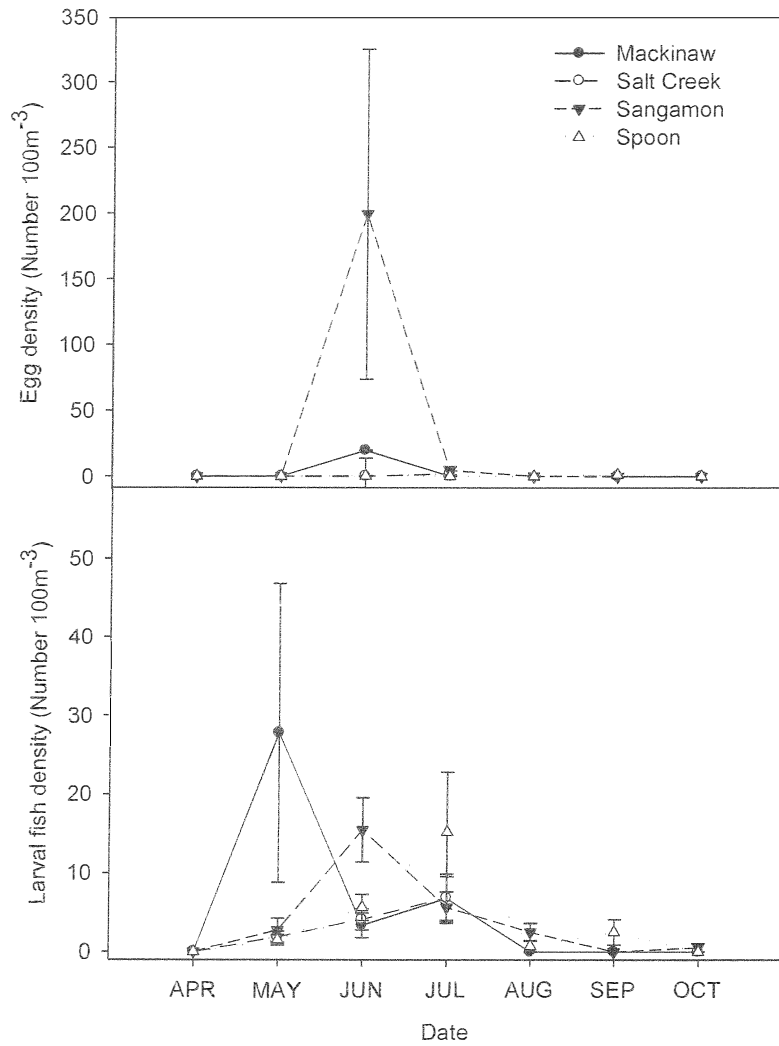 350
300
250
200
150
100
50
0
Egg density (Number 100m⁻³)
Mackinaw
Salt Creek
Sangamon
Spoon
50
40
30
20
10
0
Larval fish density (Number 100m⁻³)
APR MAY JUN JUL AUG SEP OCT
Date